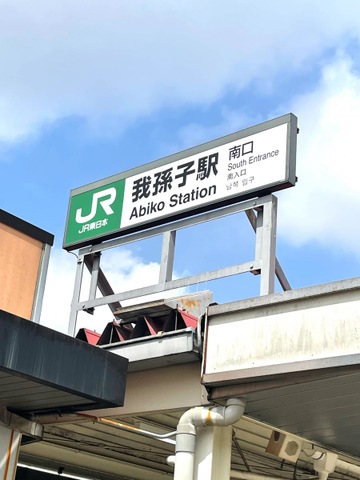 JR
JR東日本
我孫子駅
Abiko Station
南口
South Entrance
南入口
남쪽 입구